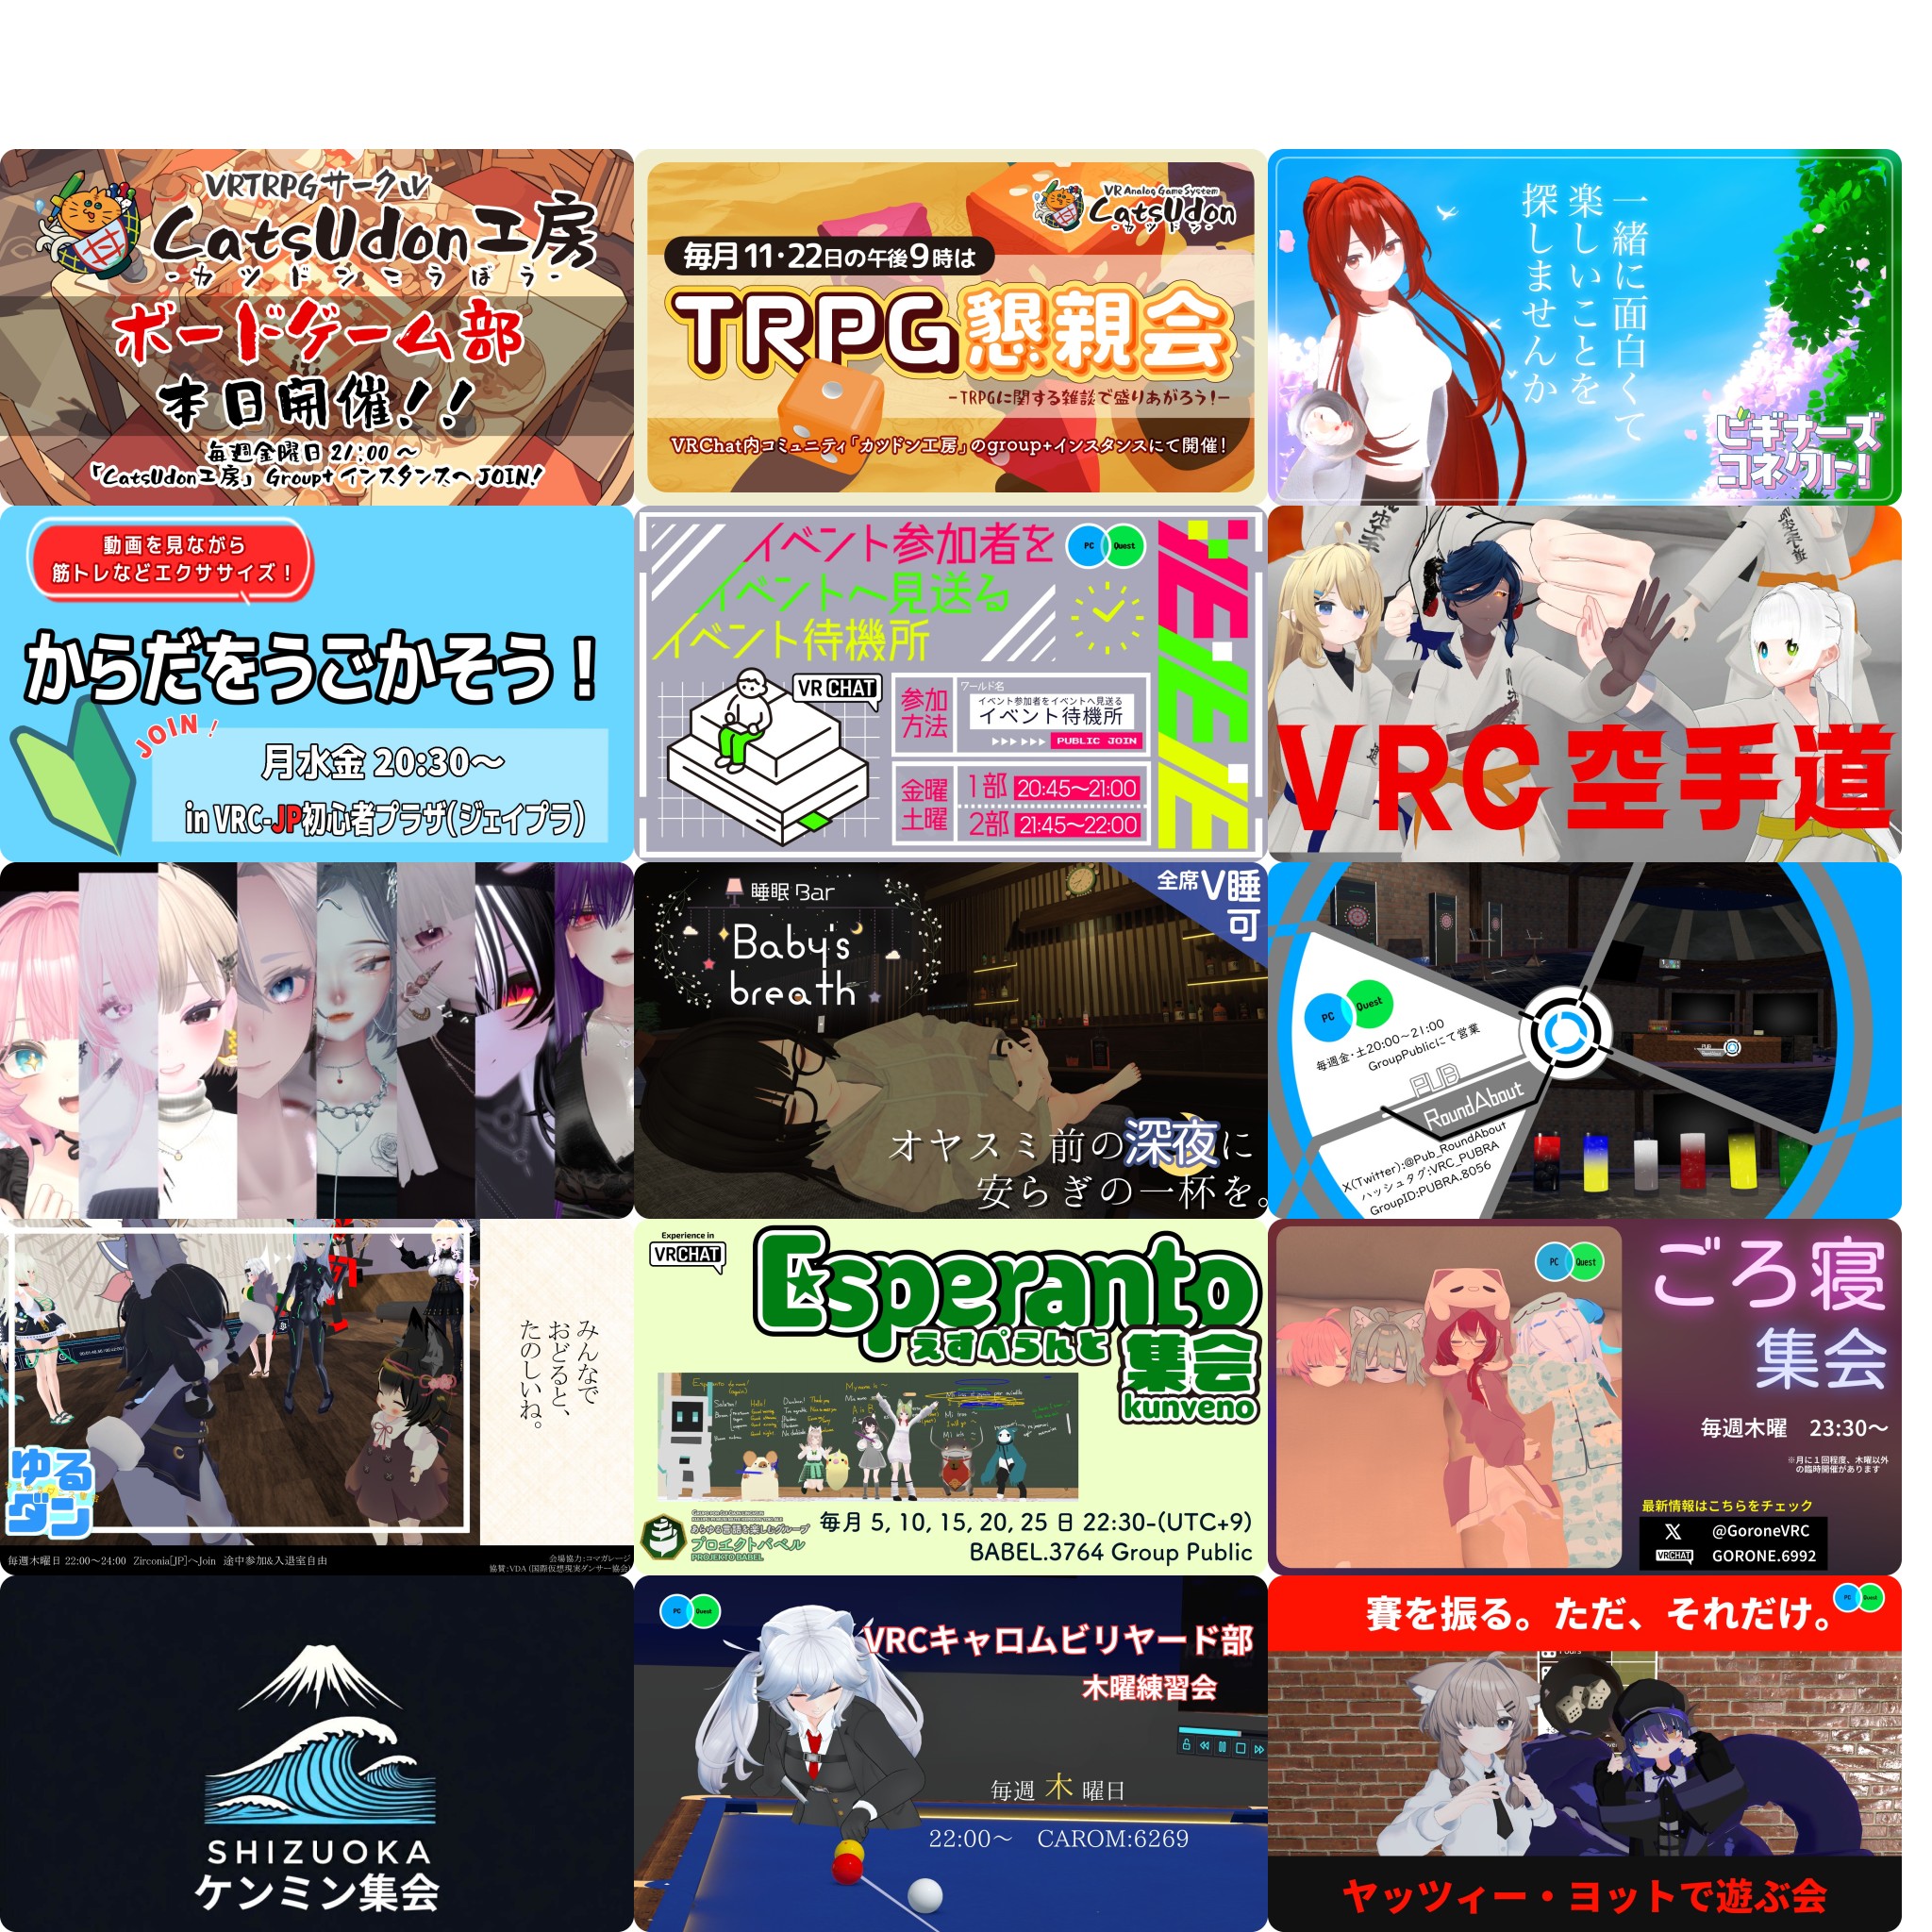 VRTRPGサークル
CatsUdon工房
-カツドンこうぼう-
ボードゲーム部
本日開催!!
毎週金曜日 21:00 ～
「CatsUdon工房」 Group+ インスタンスへ JOIN!
VR Analog Game System
CatsUdon
-カツドン-
毎月11・22日の午後9時は
TRPG懇親会
-TRPGに関する雑談で盛りあがろう!-
VRChat内コミュニティ「カツドン工房」のgroup+インスタンスにて開催!
一緒に面白くて
楽しいことを
探しませんか
ビギナーズ
コネクト!
動画を見ながら
筋トレなどエクササイズ！
からだをうごかそう！
JOIN！
月水金 20:30～
in VRC-JP初心者プラザ(ジェイプラ)
イベント参加者を
イベントへ見送る
イベント待機所
PC Quest
VRCHAT
参加
方法
ワールド名
イベント参加者をイベントへ見送る
イベント待機所
PUBLIC JOIN
金曜
土曜
1部 20:45～21:00
2部 21:45～22:00
VRC空手道
睡眠 Bar
Baby's
breath
全席V睡
可
オヤスミ前の深夜に
安らぎの一杯を。
PC Quest
毎週金・土20:00～21:00
GroupPublicにて営業
PUB
RoundAbout
X(Twitter):@Pub_RoundAbout
ハッシュタグ:VRC_PUBRA
GroupID:PUBRA.8056
みんなで
おどると、
たのしいね。
ゆる
ダン
毎週木曜日 22:00～24:00 Zirconia[JP]へJoin 途中参加&入退室自由
会場協力:コマガレージ
協賛:VDA (国際仮想現実ダンサー協会)
Experience in
VRCHAT
Esperanto
えすぺらんと 集会
kunveno
あらゆる言語を楽しむグループ
プロエクトバベル
PROJEKTO BABEL
毎月 5, 10, 15, 20, 25 日 22:30-(UTC+9)
BABEL.3764 Group Public
PC Quest
ごろ寝
集会
毎週木曜 23:30～
※月に１回程度、木曜以外
の臨時開催があります
最新情報はこちらをチェック
X @GoroneVRC
VRCHAT GORONE.6992
SHIZUOKA
ケンミン集会
PC Quest
VRCキャロムビリヤード部
木曜練習会
毎週 木 曜日
22:00～ CAROM:6269
賽を振る。ただ、それだけ。
PC Quest
ヤッツィー・ヨットで遊ぶ会